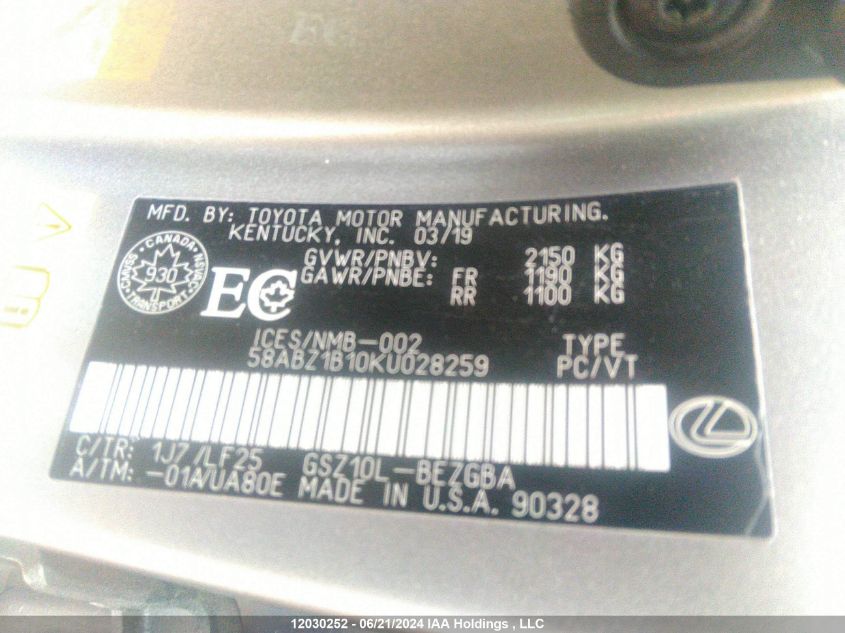 MFD. BY: TOYOTA MOTOR MANUFACTURING.
KENTUCKY, INC. 03/19
GVWR/PNBV: 2150 KG
GAWR/PNBE: FR 1190 KG
RR 1100 KG
CANADA
930
TRANSPORT
EC
ICES/NMB-002 TYPE
58ABZ1B10KU028259 PC/VT
C/TR: 1J7/LF25 GSZ10L-BEZGBA
A/TM: -01A/UA80E MADE IN U.S.A. 90328
12030252 - 06/21/2024 IAA Holdings , LLC